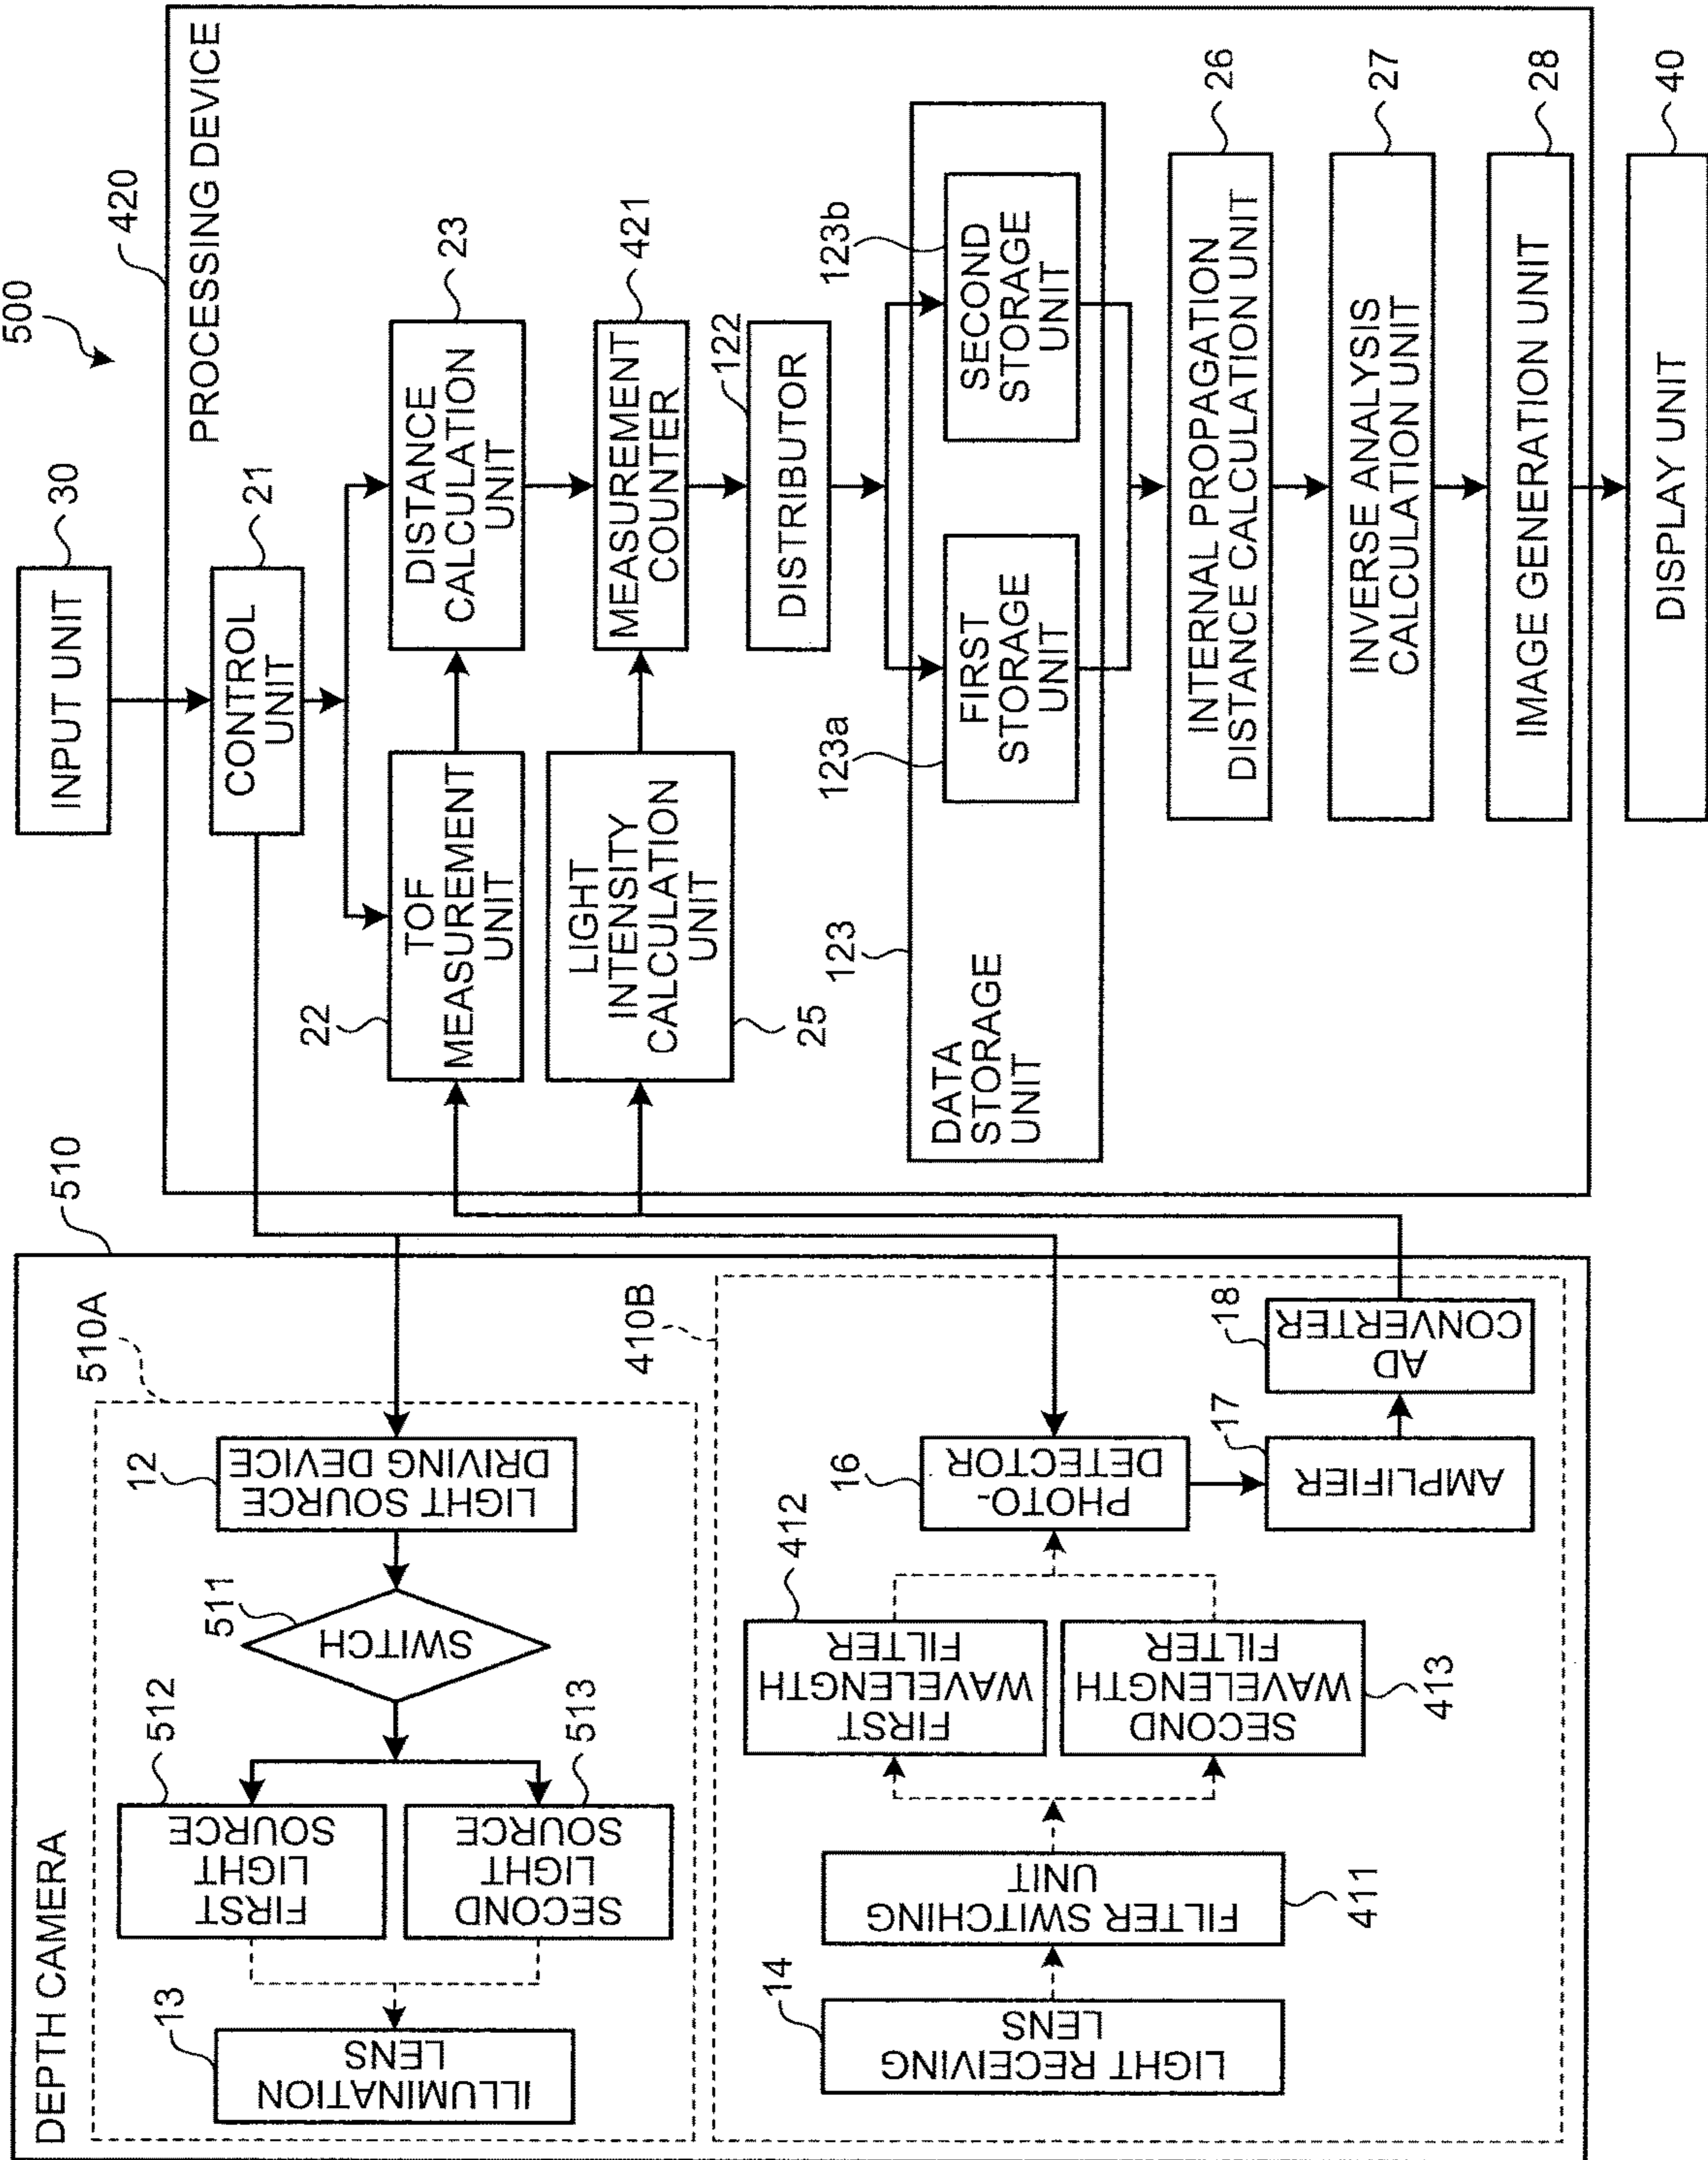 500
DEPTH CAMERA
510
510A
ILLUMINATION
LENS
13
FIRST
LIGHT
SOURCE
512
SECOND
LIGHT
SOURCE
513
SWITCH
511
LIGHT SOURCE
DRIVING DEVICE
12
410B
LIGHT RECEIVING
LENS
14
FILTER SWITCHING
UNIT
411
FIRST
WAVELENGTH
FILTER
412
SECOND
WAVELENGTH
FILTER
413
PHOTO-
DETECTOR
16
AMPLIFIER
17
AD
CONVERTER
18
INPUT UNIT
30
420
PROCESSING DEVICE
CONTROL
UNIT
21
TOF
MEASUREMENT
UNIT
22
DISTANCE
CALCULATION
UNIT
23
LIGHT
INTENSITY
CALCULATION
UNIT
25
MEASUREMENT
COUNTER
421
DISTRIBUTOR
122
DATA
STORAGE
UNIT
123
FIRST
STORAGE
UNIT
123a
SECOND
STORAGE
UNIT
123b
INTERNAL PROPAGATION
DISTANCE CALCULATION UNIT
26
INVERSE ANALYSIS
CALCULATION UNIT
27
IMAGE GENERATION UNIT
28
DISPLAY UNIT
40